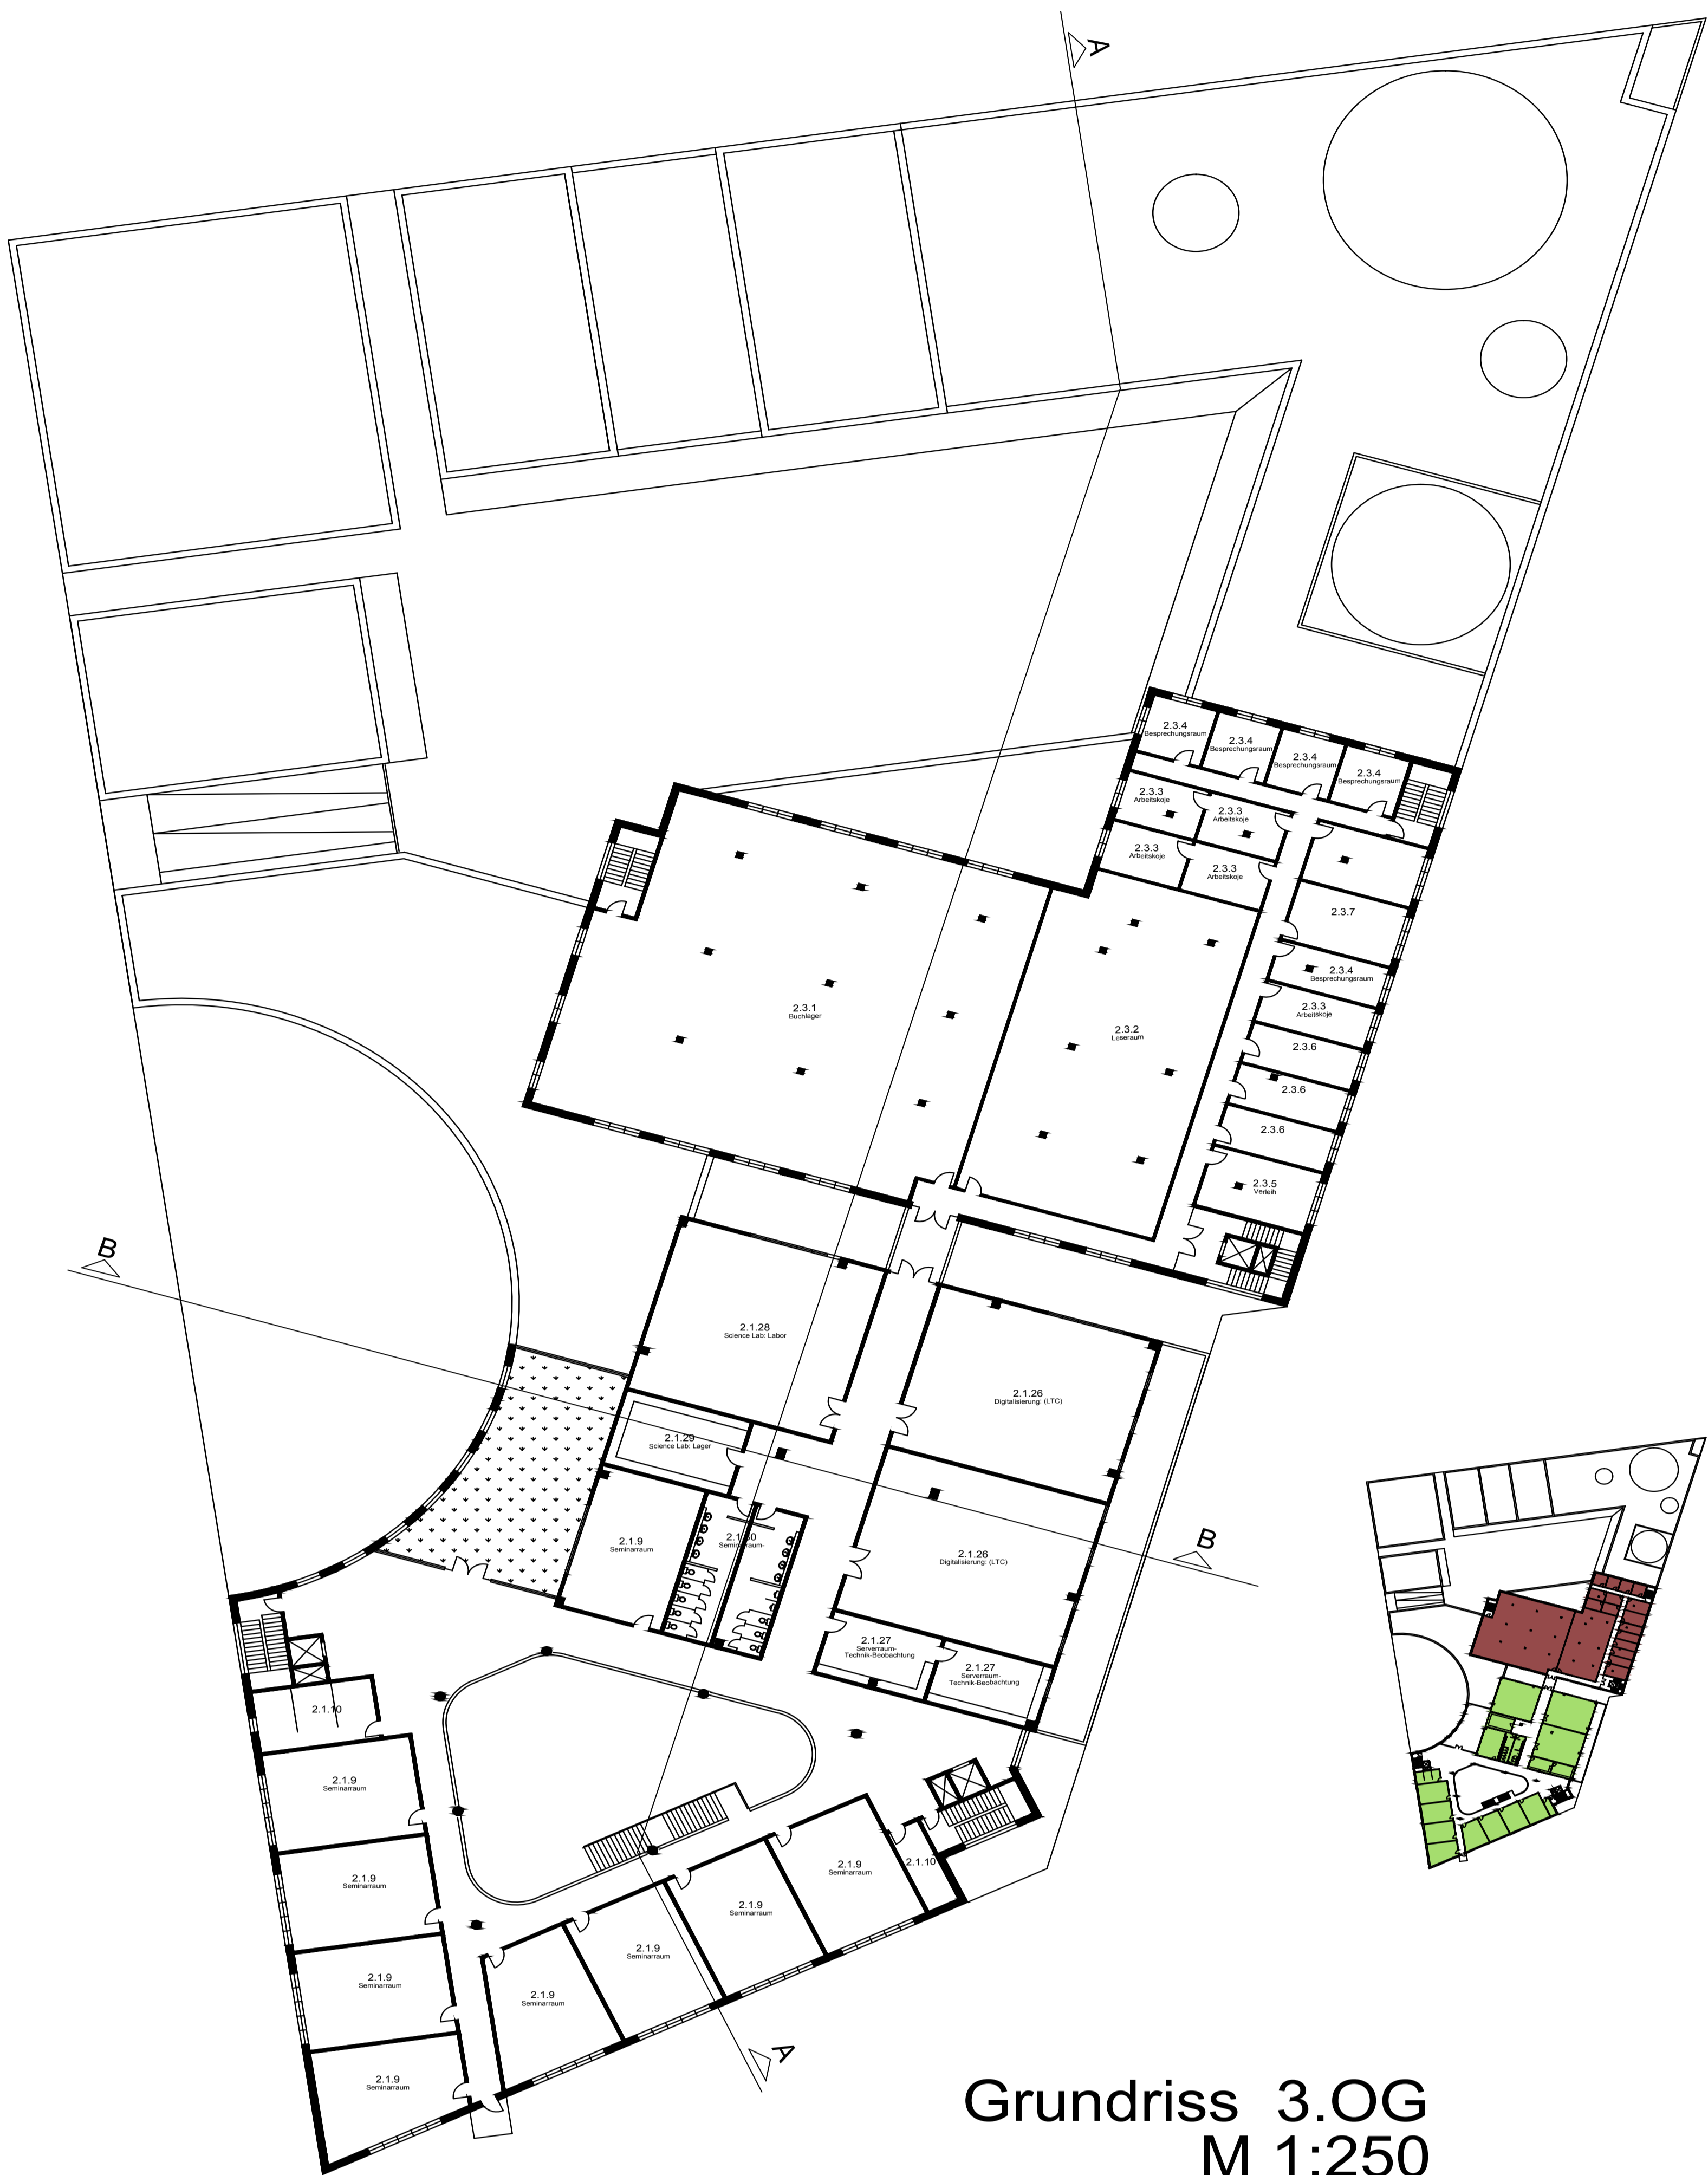 A
2.3.4
Besprechungsraum
2.3.4
Besprechungsraum
2.3.4
Besprechungsraum
2.3.4
Besprechungsraum
2.3.3
Arbeitskoje
2.3.3
Arbeitskoje
2.3.3
Arbeitskoje
2.3.3
Arbeitskoje
2.3.7
2.3.4
Besprechungsraum
2.3.3
Arbeitskoje
2.3.1
Buchlager
2.3.2
Leseraum
2.3.6
2.3.6
2.3.6
2.3.5
Verleih
B
2.1.28
Science Lab: Labor
2.1.26
Digitalisierung: (LTC)
2.1.29
Science Lab: Lager
2.1.9
Seminarraum
2.1.30
Seminarraum-
2.1.26
Digitalisierung: (LTC)
B
2.1.27
Serverraum-
Technik-Beobachtung
2.1.27
Serverraum-
Technik-Beobachtung
2.1.10
2.1.9
Seminarraum
2.1.9
Seminarraum
2.1.9
Seminarraum
2.1.10
2.1.9
Seminarraum
2.1.9
Seminarraum
2.1.9
Seminarraum
2.1.9
Seminarraum
2.1.9
Seminarraum
A
Grundriss 3.OG
M 1:250